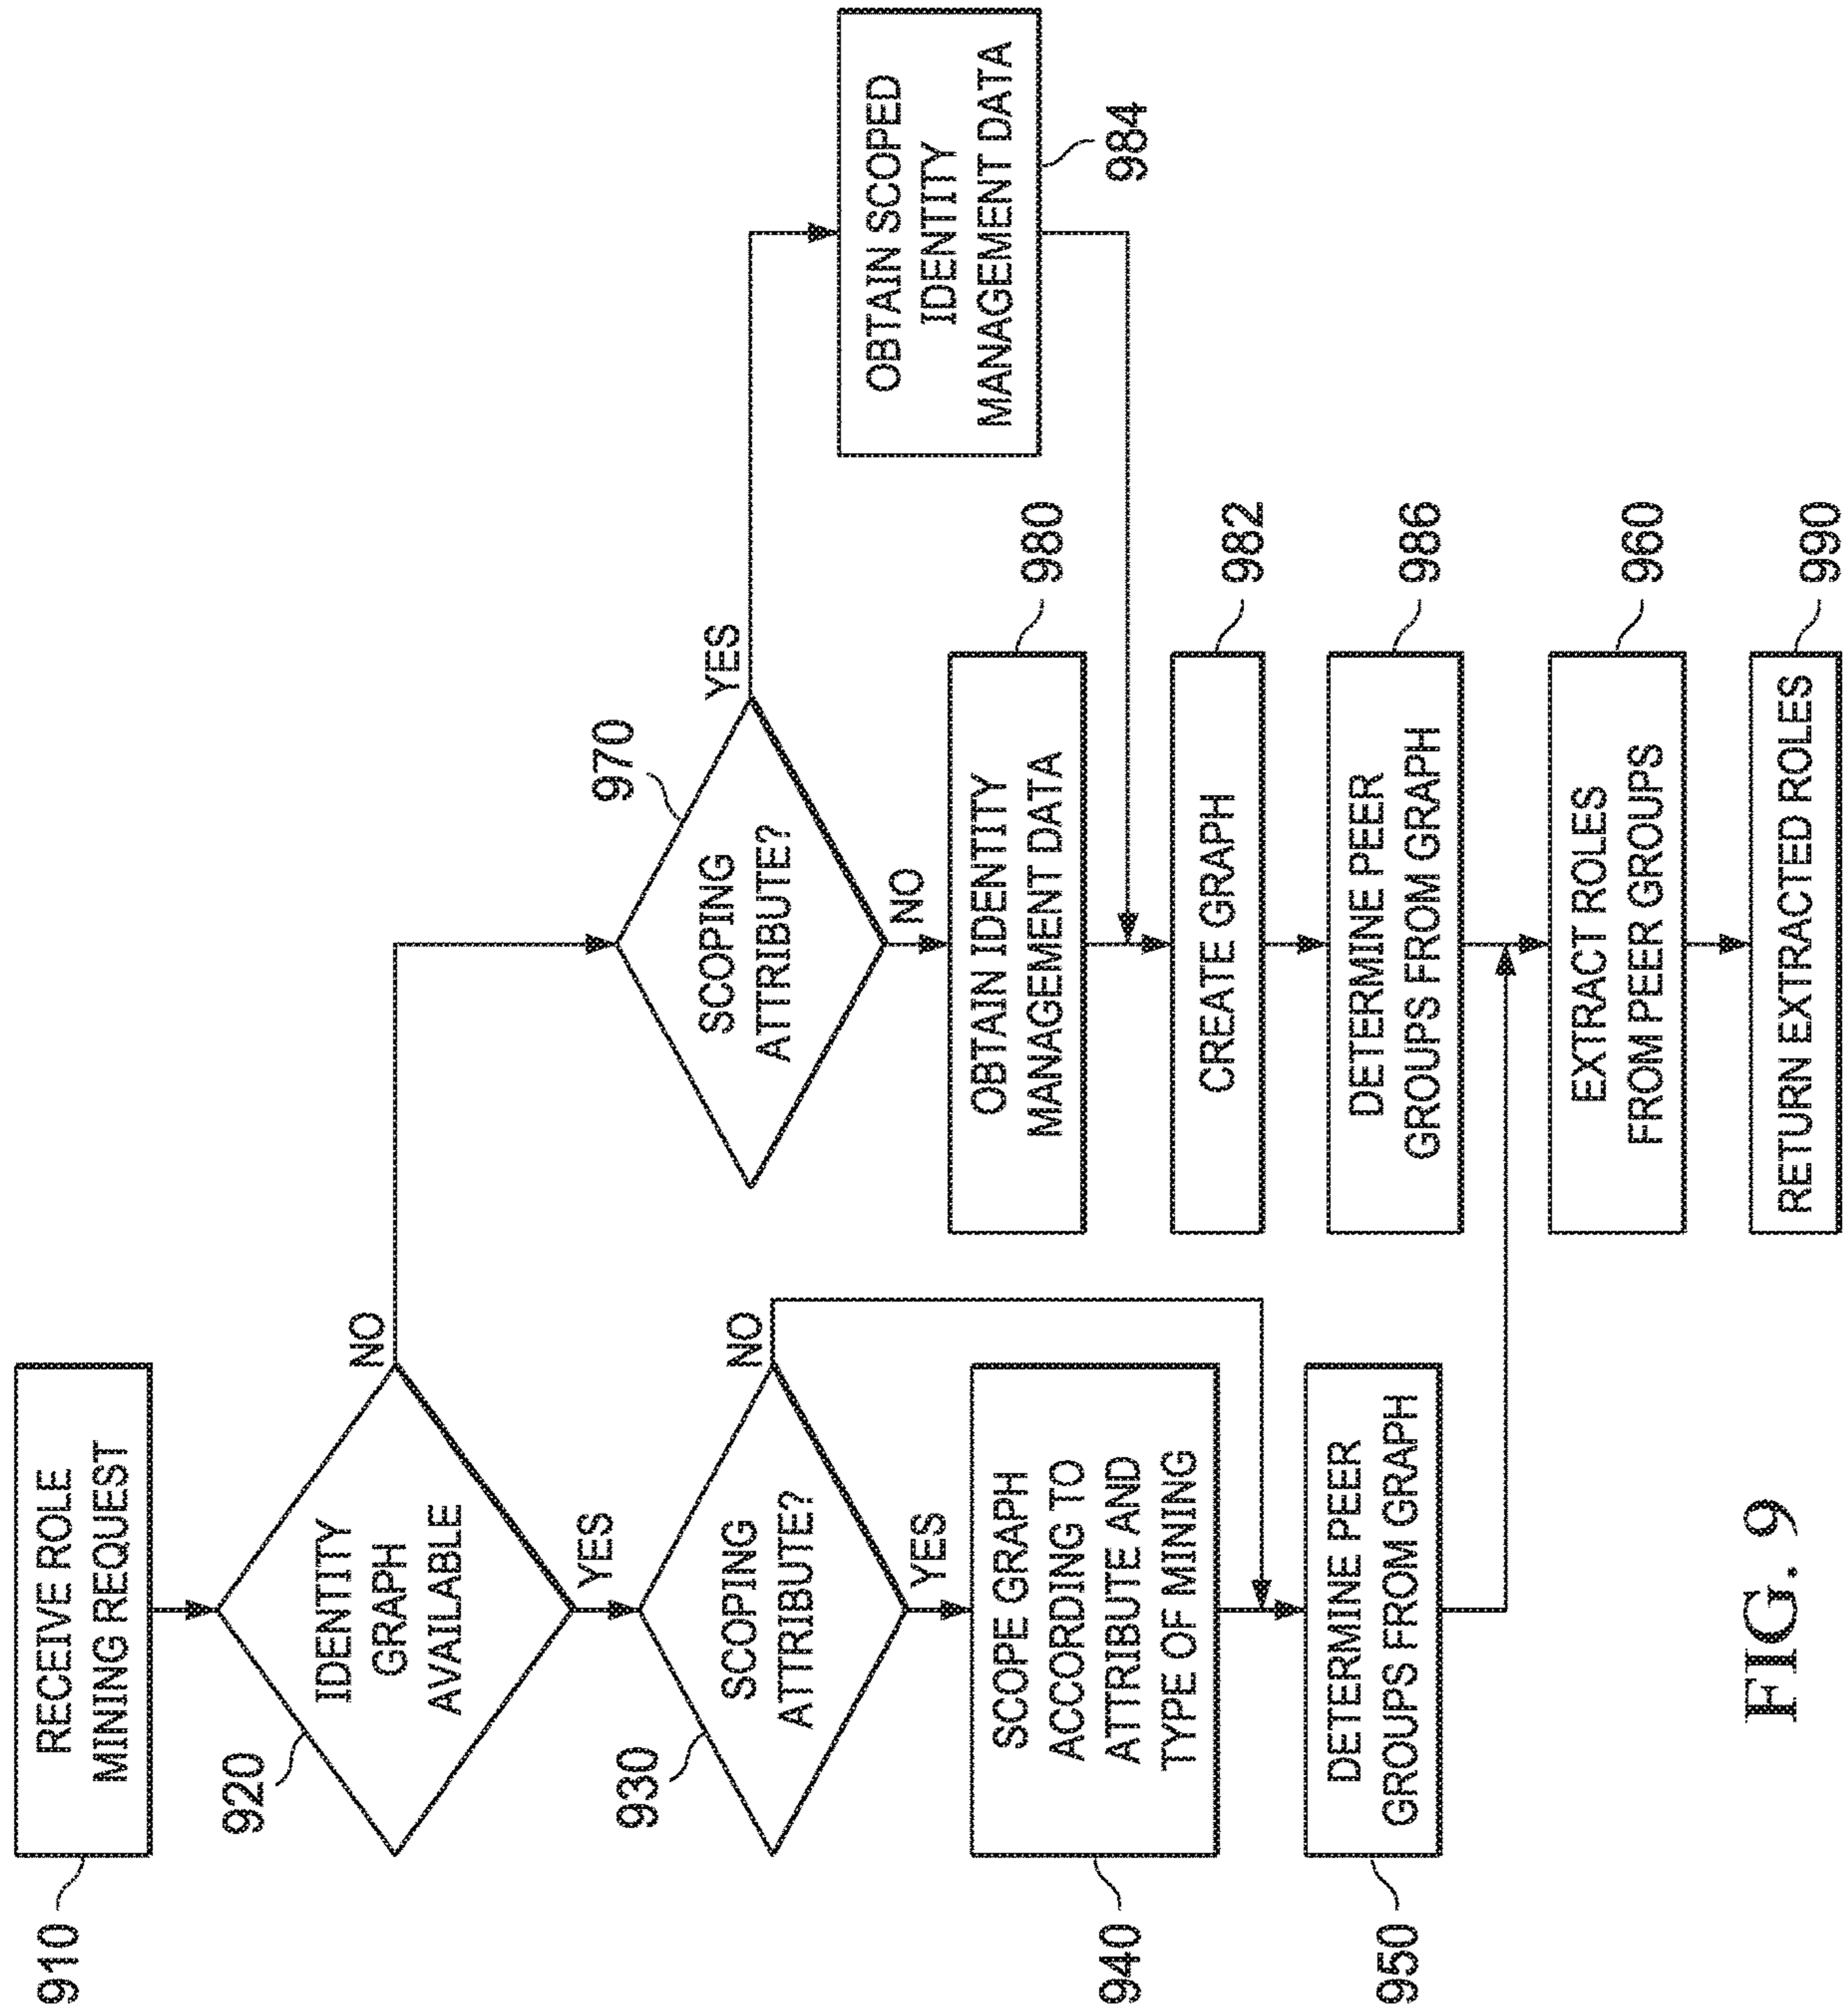 910
RECEIVE ROLE
MINING REQUEST
920
IDENTITY
GRAPH
AVAILABLE
NO
YES
930
SCOPING
ATTRIBUTE?
NO
YES
940
SCOPE GRAPH
ACCORDING TO
ATTRIBUTE AND
TYPE OF MINING
950
DETERMINE PEER
GROUPS FROM GRAPH
970
SCOPING
ATTRIBUTE?
YES
NO
OBTAIN SCOPED
IDENTITY
MANAGEMENT DATA
984
OBTAIN IDENTITY
MANAGEMENT DATA
980
CREATE GRAPH
982
DETERMINE PEER
GROUPS FROM GRAPH
986
EXTRACT ROLES
FROM PEER GROUPS
960
RETURN EXTRACTED ROLES
990
FIG. 9